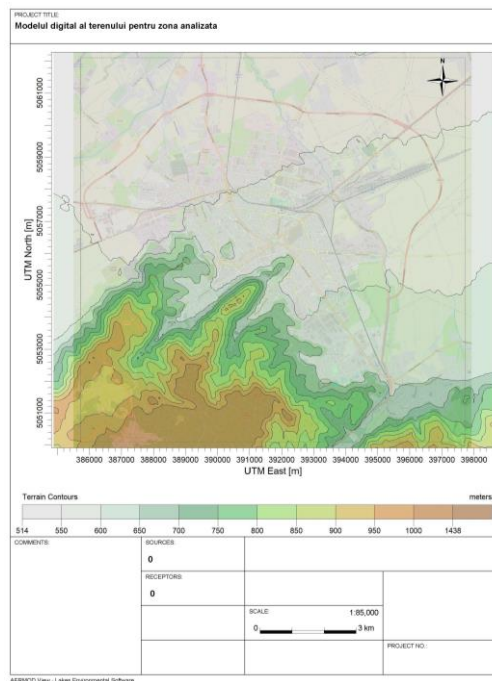 PROJECT TITLE:
Modelul digital al terenului pentru zona analizata
N
UTM North [m]
5061000
5059000
5057000
5055000
5053000
5051000
386000 387000 388000 389000 390000 391000 392000 393000 394000 395000 396000 397000 398000
UTM East [m]
Terrain Contours
meters
514 550 600 650 700 750 800 850 900 950 1000 1438
COMMENTS:
SOURCES:
0
RECEPTORS:
0
SCALE:
1:85,000
0
3 km
PROJECT NO.:
AERMOD View - Lakes Environmental Software